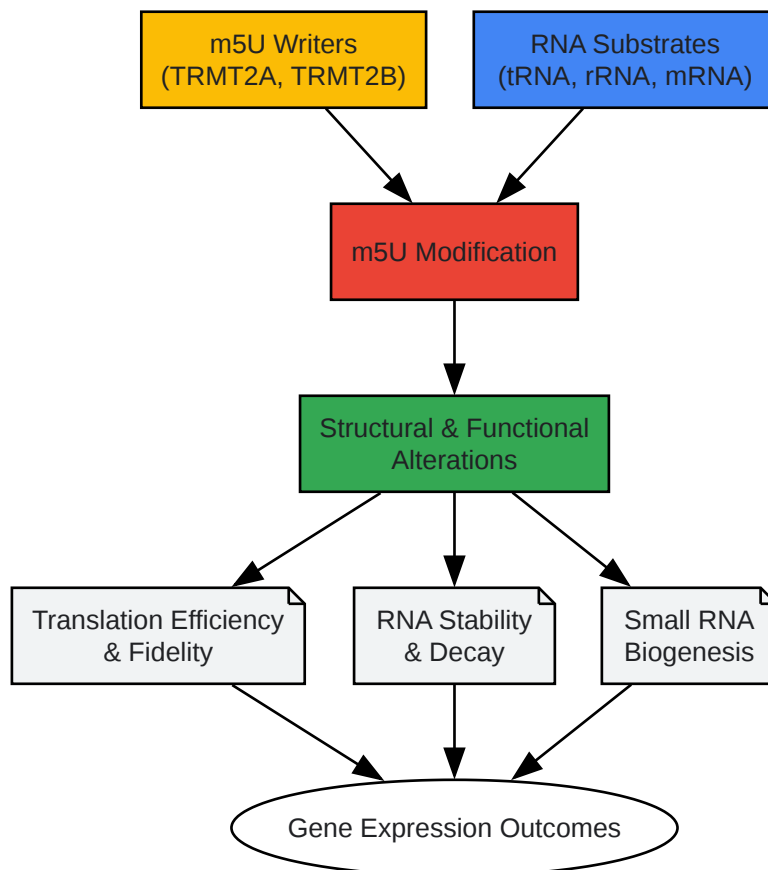 m5U Writers
(TRMT2A, TRMT2B)
RNA Substrates
(tRNA, rRNA, mRNA)
m5U Modification
Structural & Functional
Alterations
Translation Efficiency
& Fidelity
RNA Stability
& Decay
Small RNA
Biogenesis
Gene Expression Outcomes